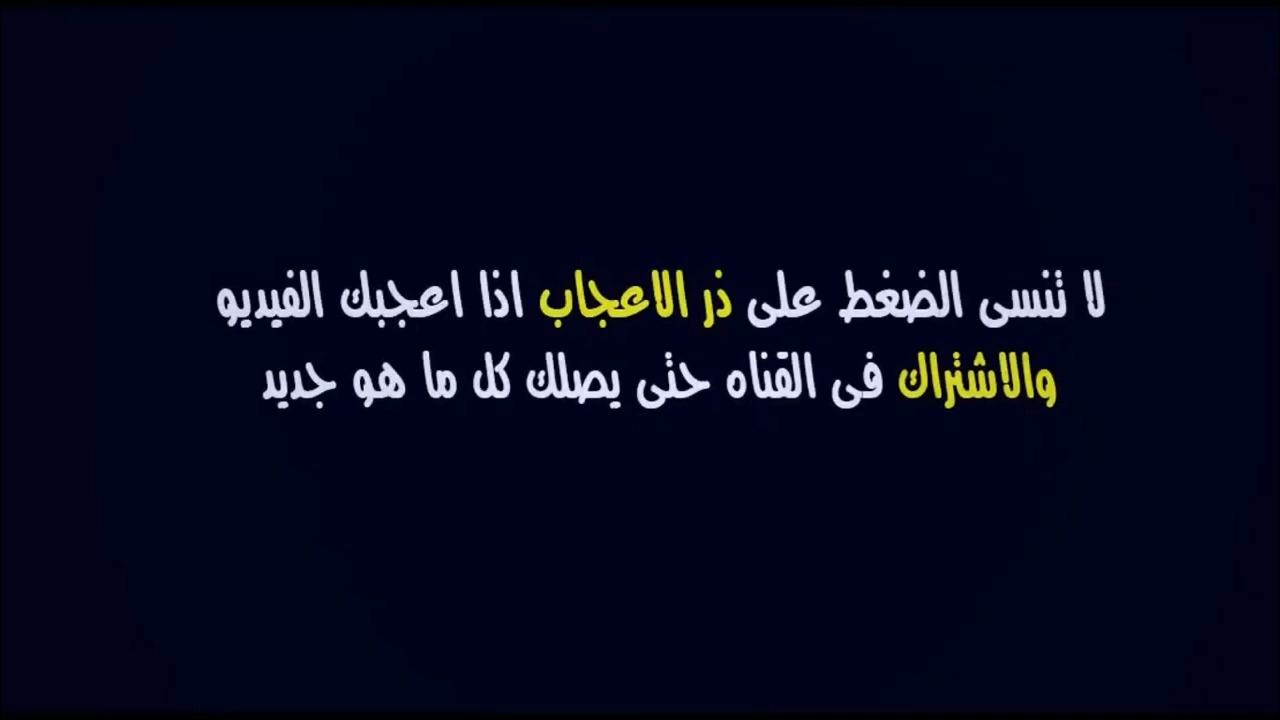 لا تنسى الضغط على ذر الاعجاب اذا اعجبك الفيديو
والاشتراك فى القناه حتى يصلك كل ما هو جديد